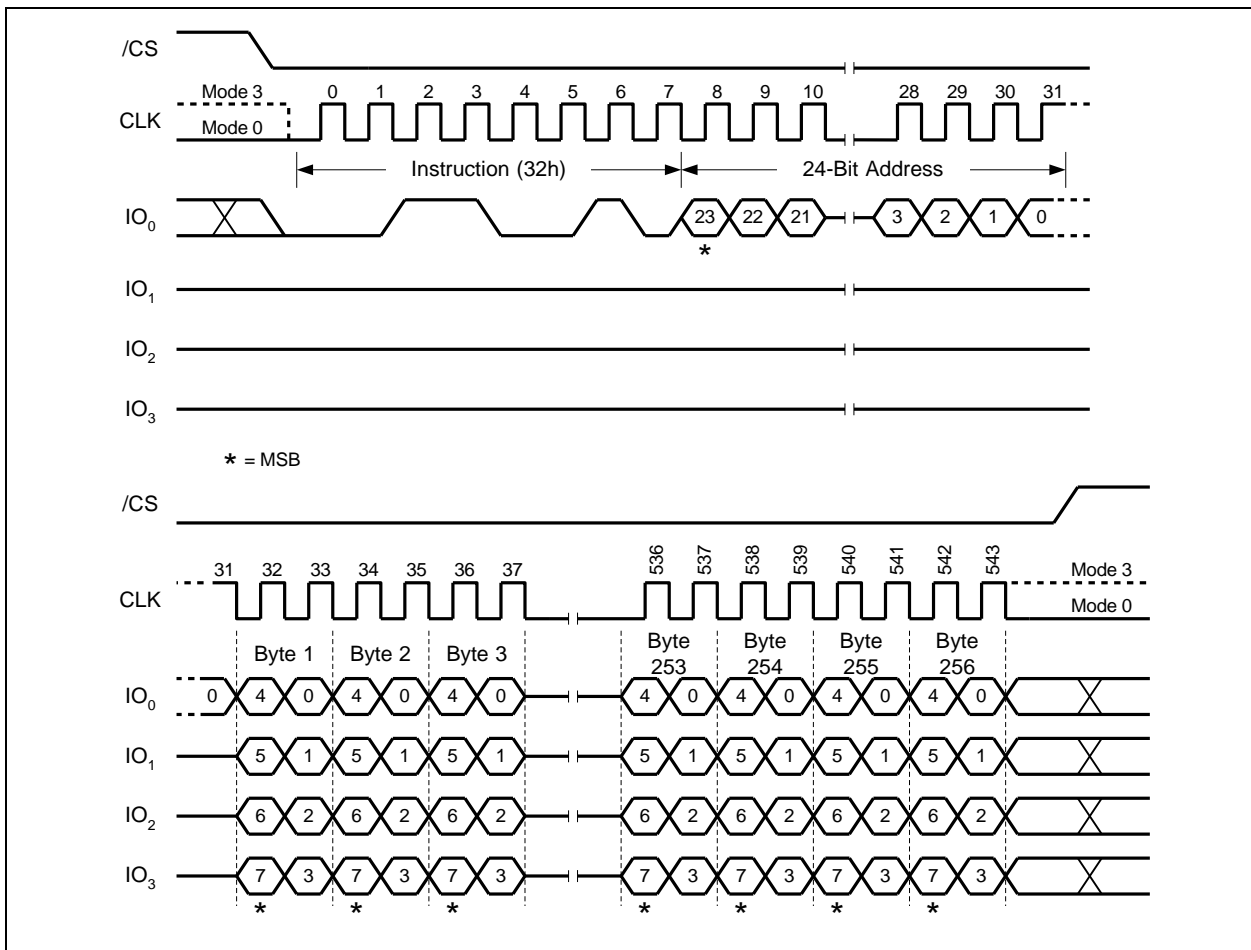 /CS
Mode 3 0 1 2 3 4 5 6 7 8 9 10 28 29 30 31
CLK
Mode 0
Instruction (32h) 24-Bit Address
IO0 23 22 21 3 2 1 0
*
IO1
IO2
IO3
* = MSB
/CS
31 32 33 34 35 36 37 536 537 538 539 540 541 542 543
CLK Mode 3
Mode 0
Byte 1 Byte 2 Byte 3 Byte 253 Byte 254 Byte 255 Byte 256
IO0 0 4 0 4 0 4 0 4 0 4 0 4 0 4 0
IO1 5 1 5 1 5 1 5 1 5 1 5 1 5 1
IO2 6 2 6 2 6 2 6 2 6 2 6 2 6 2
IO3 7 3 7 3 7 3 7 3 7 3 7 3 7 3
* * * * * * *